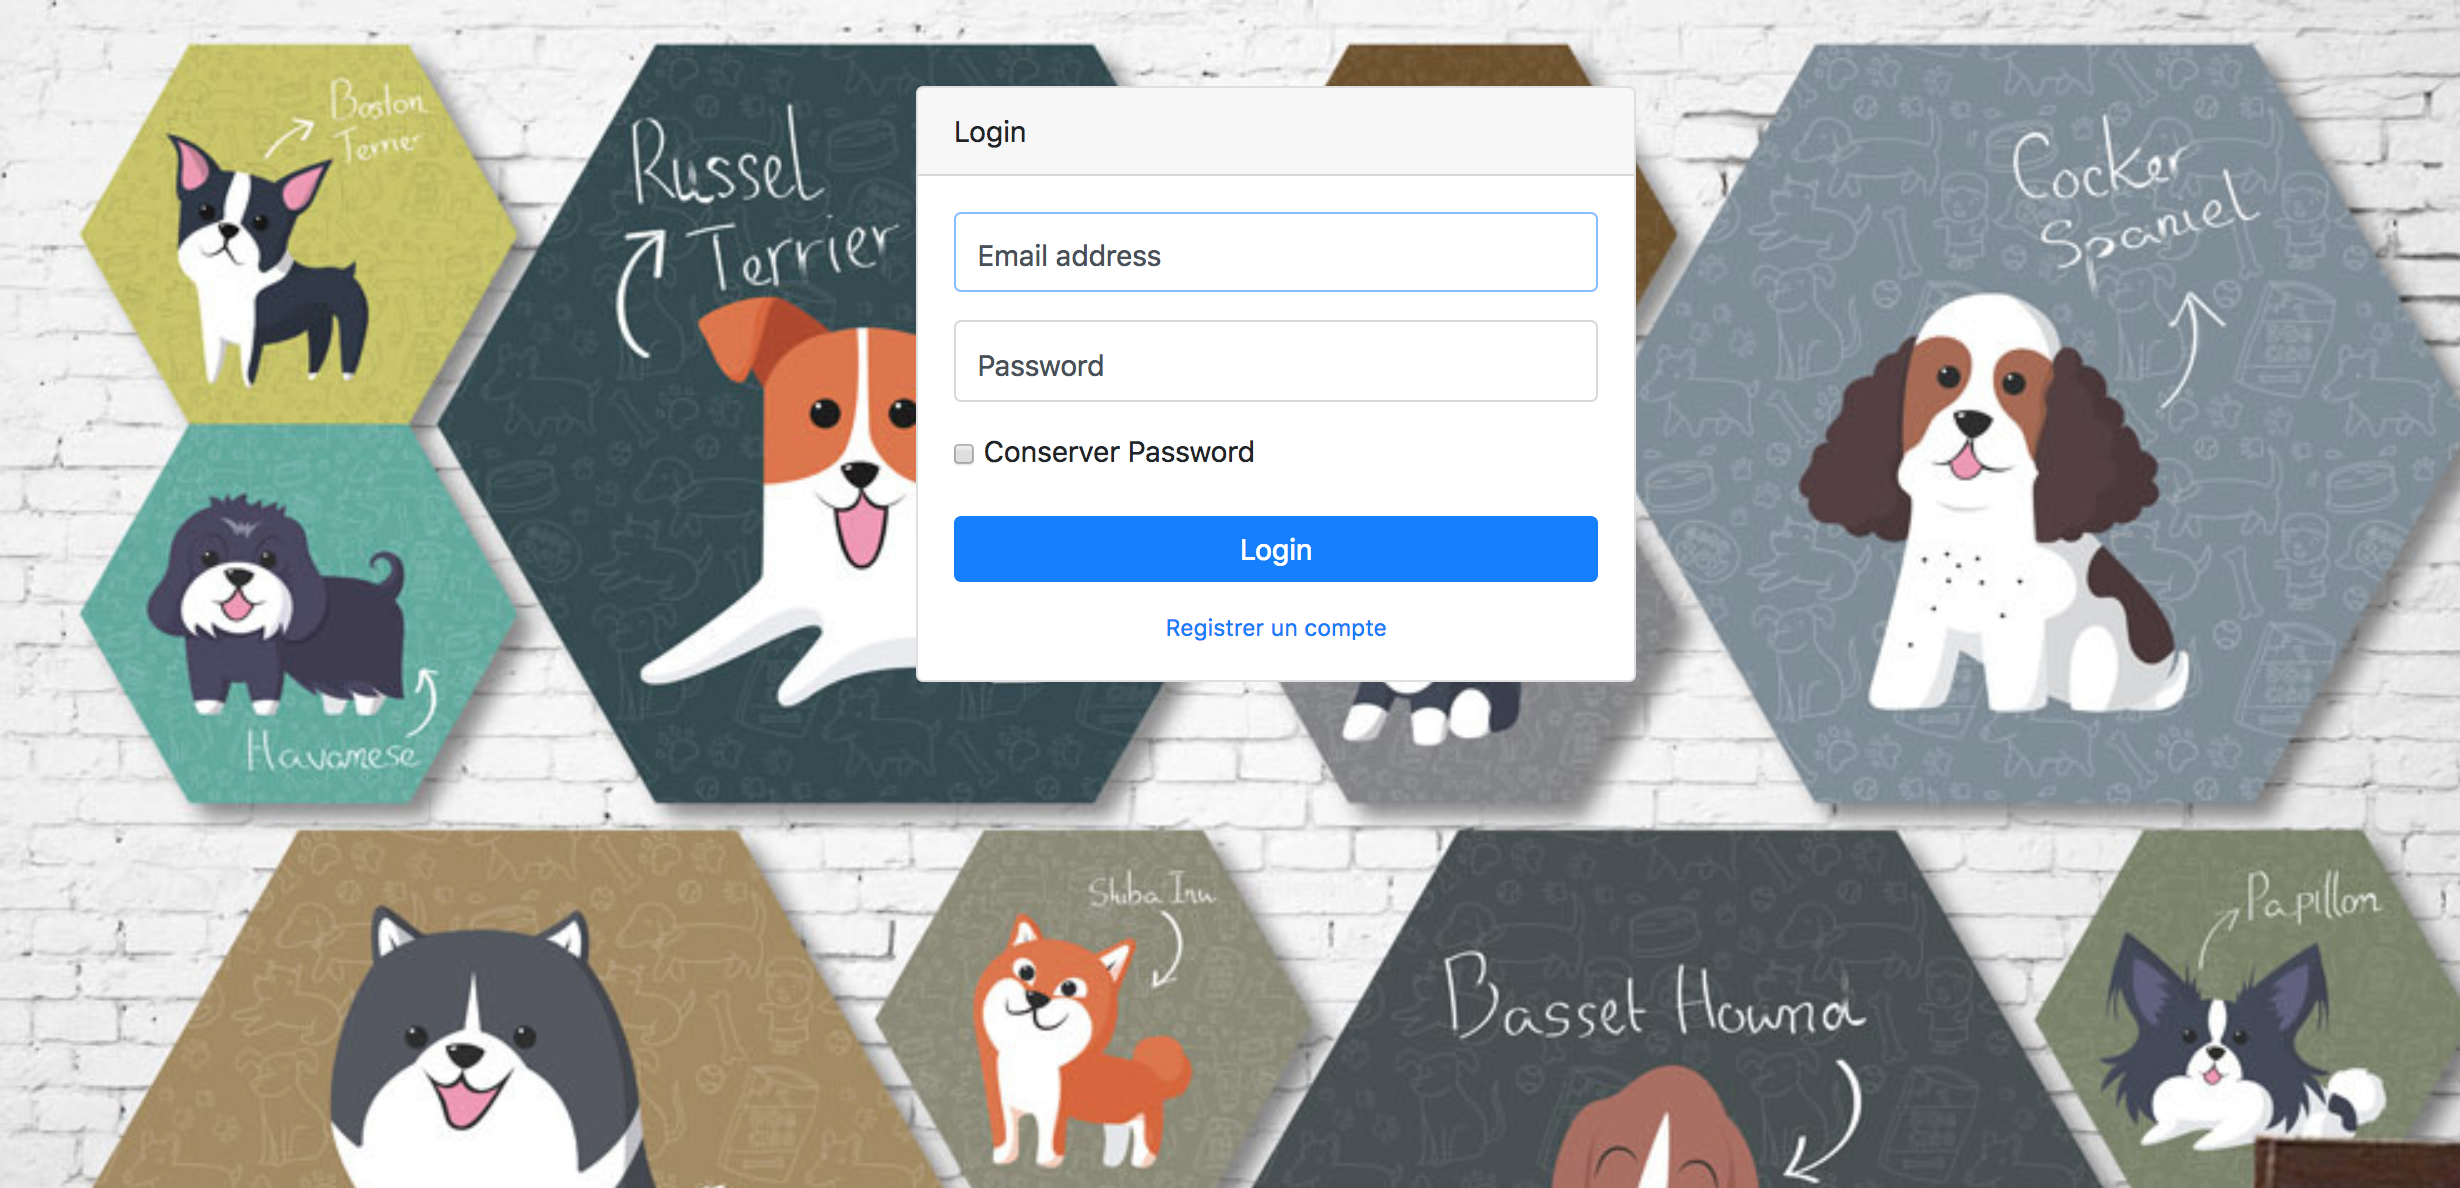 Boston
Terrier
Russel
Terrier
Cocker
Spaniel
Login
Email address
Password
Conserver Password
Login
Registrer un compte
Havanese
Shiba Inu
Papillon
Basset Hound